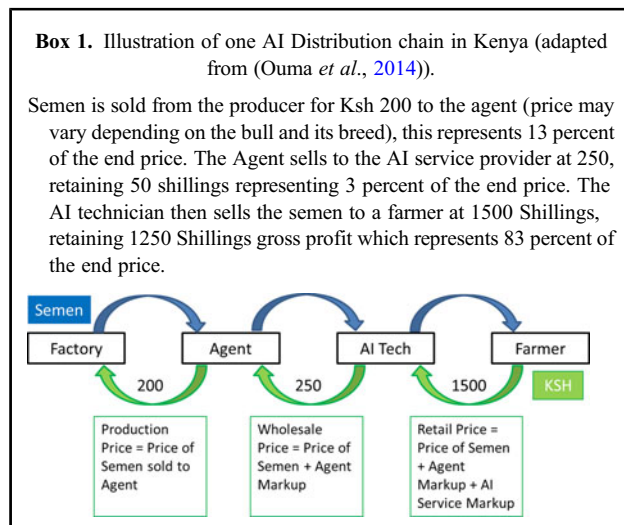 Box 1. Illustration of one AI Distribution chain in Kenya (adapted
from (Ouma et al., 2014)).
Semen is sold from the producer for Ksh 200 to the agent (price may
vary depending on the bull and its breed), this represents 13 percent
of the end price. The Agent sells to the AI service provider at 250,
retaining 50 shillings representing 3 percent of the end price. The
AI technician then sells the semen to a farmer at 1500 Shillings,
retaining 1250 Shillings gross profit which represents 83 percent of
the end price.
Semen
Factory
Agent
AI Tech
Farmer
200
250
1500
KSH
Production
Price = Price of
Semen sold to
Agent
Wholesale
Price = Price of
Semen + Agent
Markup
Retail Price =
Price of Semen
+ Agent
Markup + AI
Service Markup